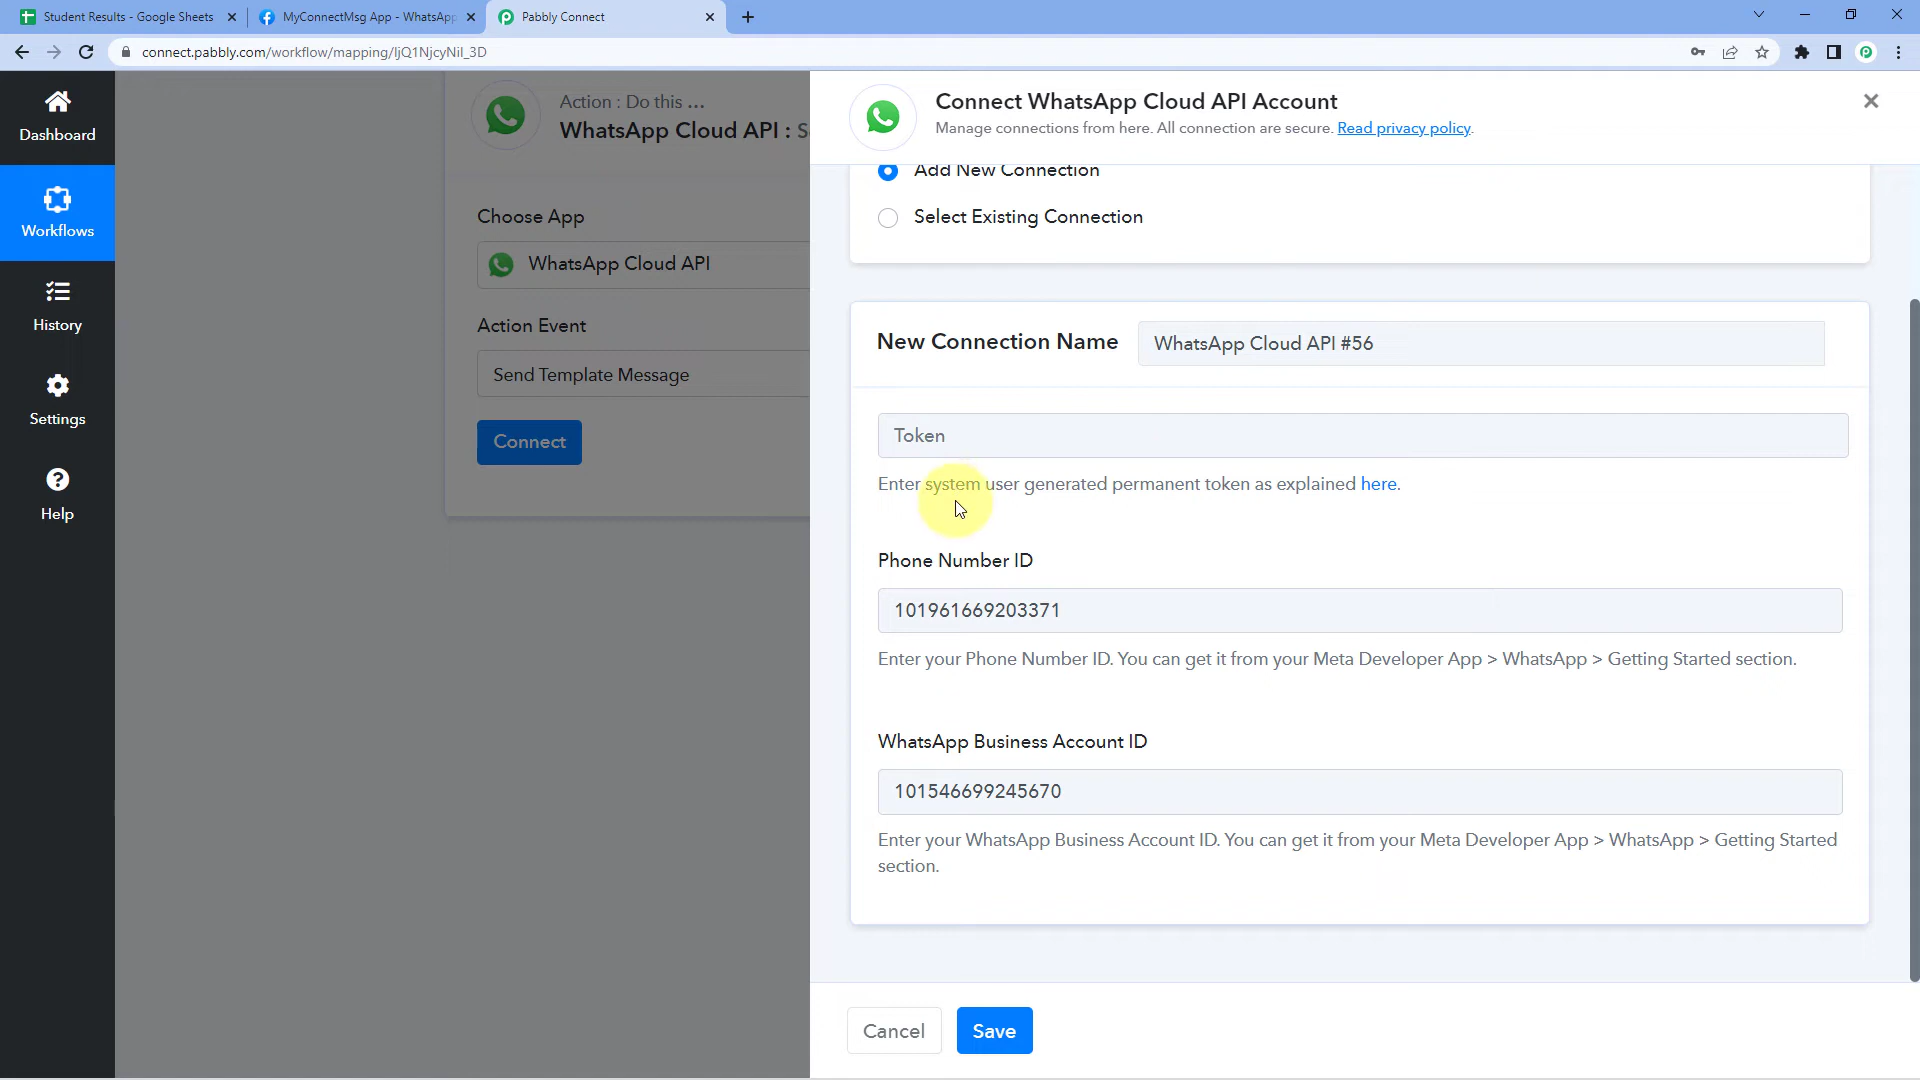 Student Results - Google Sheets
MyConnectMsg App - WhatsApp
Pabbly Connect
connect.pabbly.com/workflow/mapping/
Dashboard
Workflows
History
Settings
Help
Action : Do this ...
WhatsApp Cloud API :
Choose App
WhatsApp Cloud API
Action Event
Send Template Message
Connect
Connect WhatsApp Cloud API Account
Manage connections from here. All connection are secure. Read privacy policy.
Add New Connection
Select Existing Connection
New Connection Name
WhatsApp Cloud API #56
Token
Enter system user generated permanent token as explained here.
Phone Number ID
101961669203371
Enter your Phone Number ID. You can get it from your Meta Developer App > WhatsApp > Getting Started section.
WhatsApp Business Account ID
101546699245670
Enter your WhatsApp Business Account ID. You can get it from your Meta Developer App > WhatsApp > Getting Started
section.
Cancel
Save